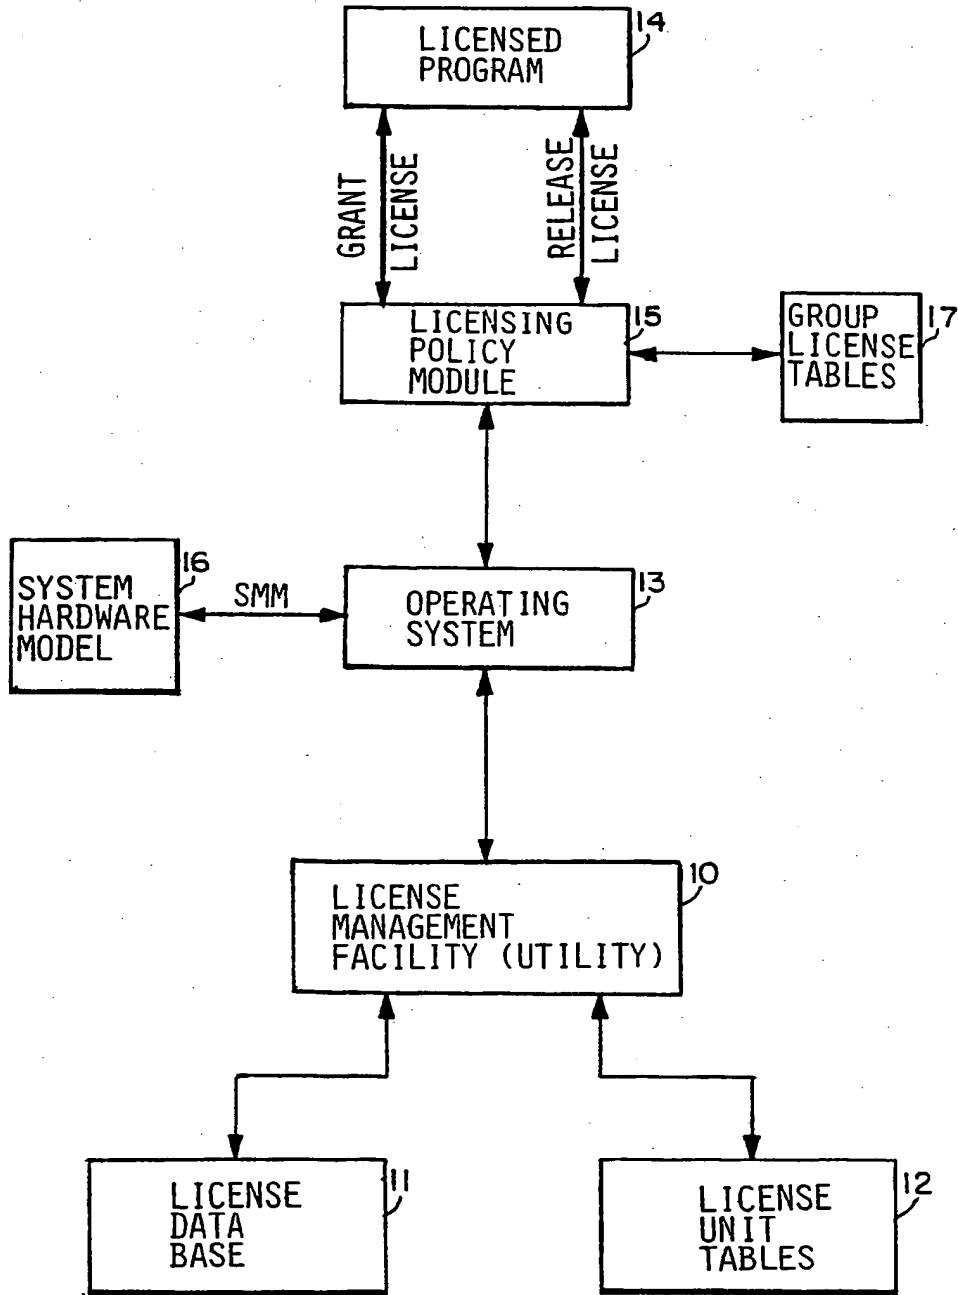 LICENSED
PROGRAM
14
GRANT
LICENSE
RELEASE
LICENSE
LICENSING
POLICY
MODULE
15
GROUP
LICENSE
TABLES
17
SYSTEM
HARDWARE
MODEL
16
SMM
OPERATING
SYSTEM
13
LICENSE
MANAGEMENT
FACILITY (UTILITY)
10
LICENSE
DATA
BASE
11
LICENSE
UNIT
TABLES
12